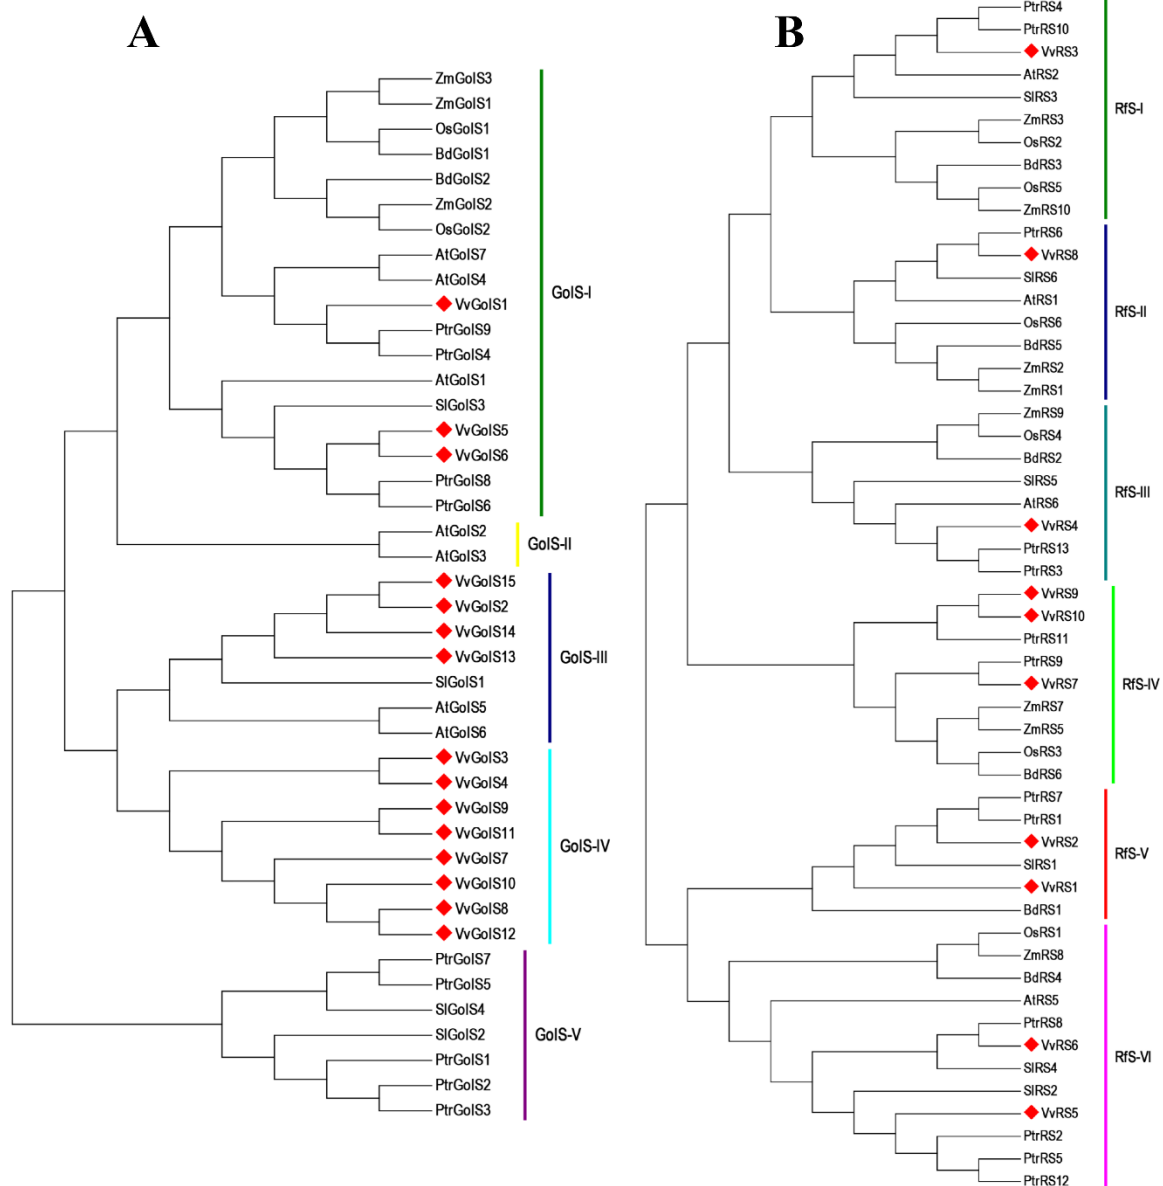 A
ZmGolS3
ZmGolS1
OsGolS1
BdGolS1
BdGolS2
ZmGolS2
OsGolS2
AtGolS7
AtGolS4
VvGolS1
PtrGolS9
PtrGolS4
AtGolS1
SlGolS3
VvGolS5
VvGolS6
PtrGolS8
PtrGolS6
GolS-I
AtGolS2
AtGolS3
GolS-II
VvGolS15
VvGolS2
VvGolS14
VvGolS13
SlGolS1
AtGolS5
AtGolS6
GolS-III
VvGolS3
VvGolS4
VvGolS9
VvGolS11
VvGolS7
VvGolS10
VvGolS8
VvGolS12
GolS-IV
PtrGolS7
PtrGolS5
SlGolS4
SlGolS2
PtrGolS1
PtrGolS2
PtrGolS3
GolS-V
B
PtrRS4
PtrRS10
VvRS3
AtRS2
SlRS3
ZmRS3
OsRS2
BdRS3
OsRS5
ZmRS10
RfS-I
PtrRS6
VvRS8
SlRS6
AtRS1
OsRS6
BdRS5
ZmRS2
ZmRS1
RfS-II
ZmRS9
OsRS4
BdRS2
SlRS5
AtRS6
VvRS4
PtrRS13
PtrRS3
RfS-III
VvRS9
VvRS10
PtrRS11
PtrRS9
VvRS7
ZmRS7
ZmRS5
OsRS3
BdRS6
RfS-IV
PtrRS7
PtrRS1
VvRS2
SlRS1
VvRS1
BdRS1
RfS-V
OsRS1
ZmRS8
BdRS4
AtRS5
PtrRS8
VvRS6
SlRS4
SlRS2
VvRS5
PtrRS2
PtrRS5
PtrRS12
RfS-VI